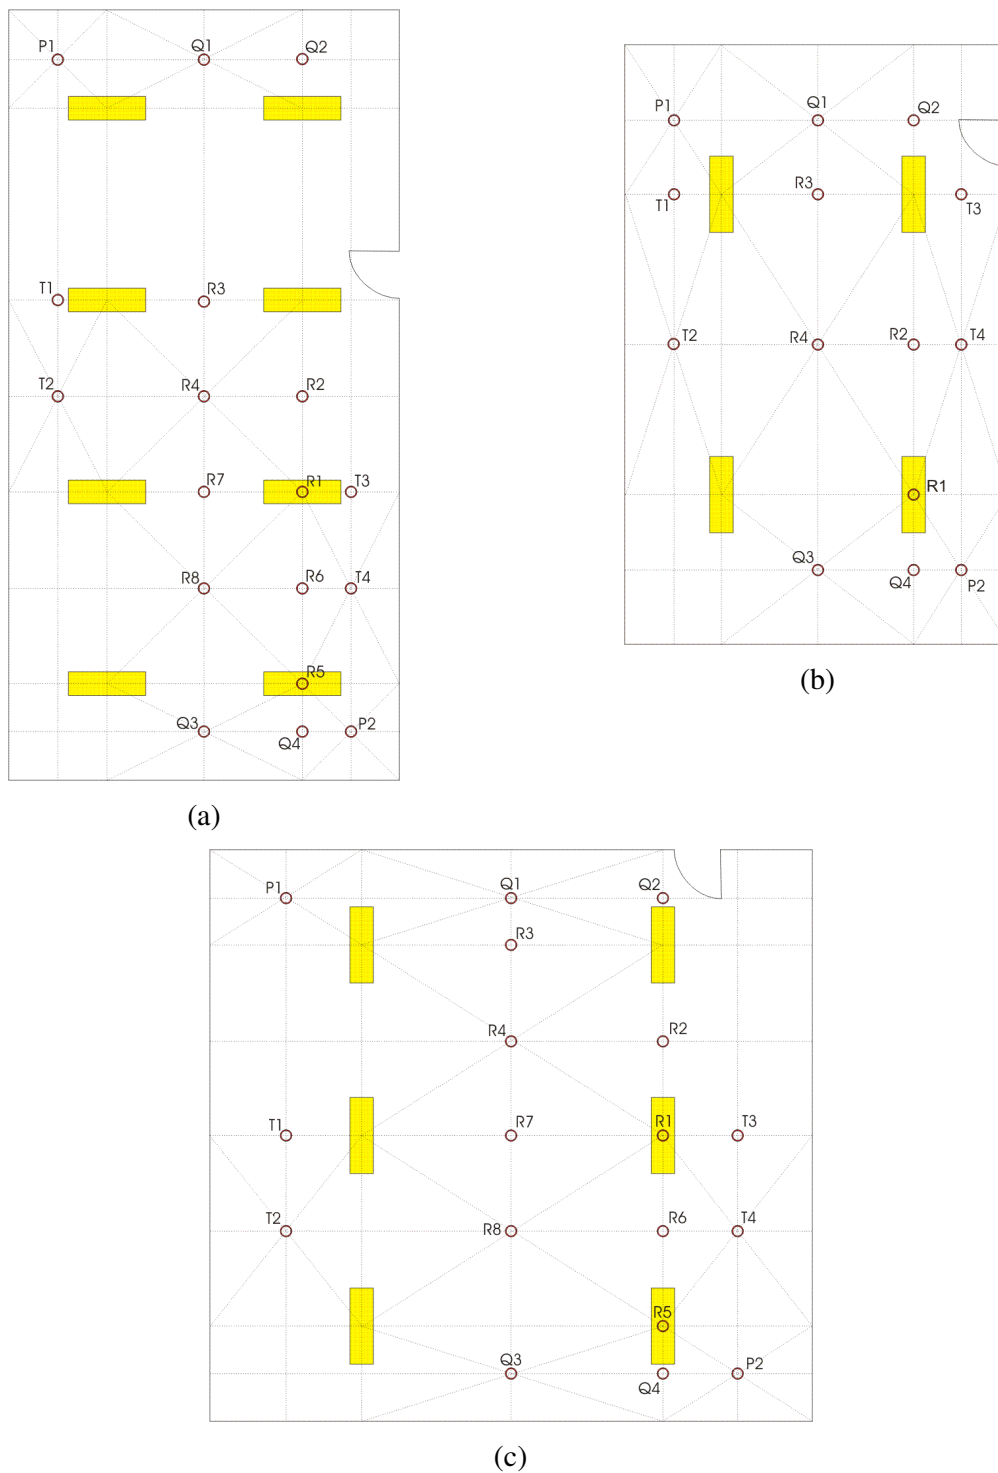 P1 Q1 Q2
T1 R3
T2 R4 R2
R7 R1 T3
R8 R6 T4
R5
Q3 Q4 P2
(a)
P1 Q1 Q2
T1 R3 T3
T2 R4 R2 T4
R1
Q3 Q4 P2
(b)
P1 Q1 Q2
R3
R4 R2
T1 R7 R1 T3
T2 R8 R6 T4
R5
Q3 Q4 P2
(c)